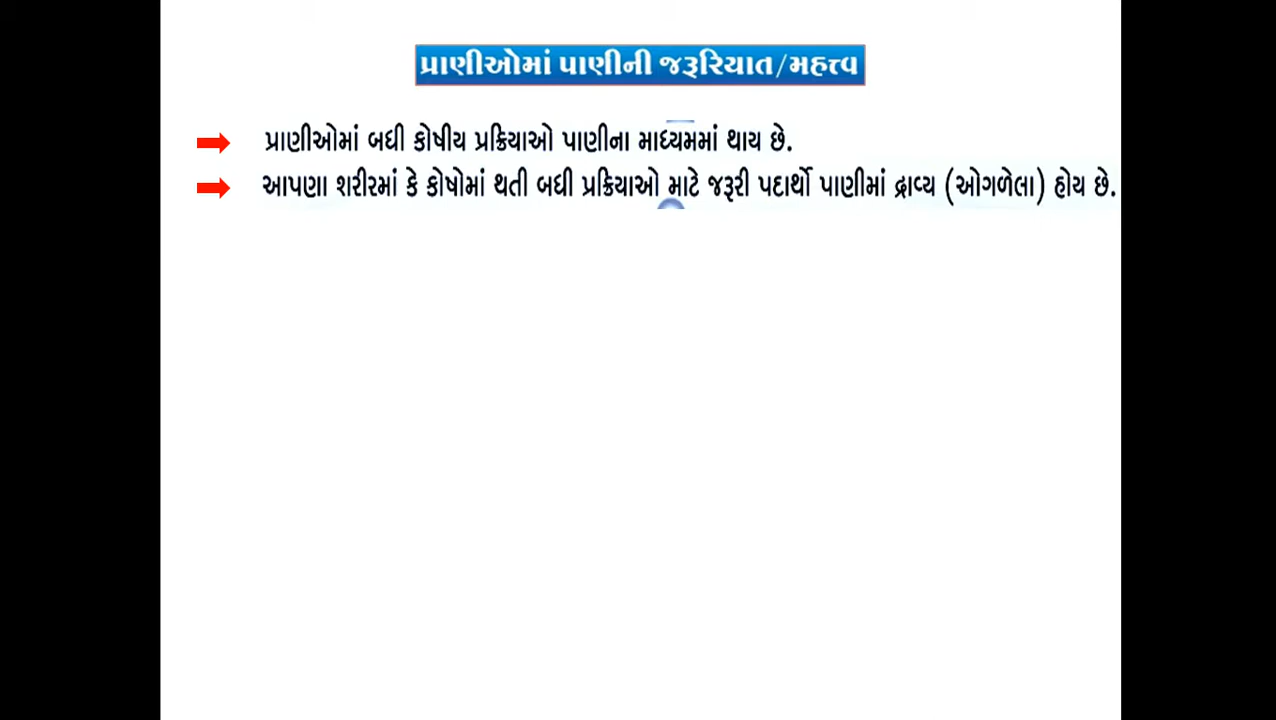 પ્રાણીઓમાં પાણીની જરૂરિયાત/મહત્ત્વ
પ્રાણીઓમાં બધી કોષીય પ્રક્રિયાઓ પાણીના માધ્યમમાં થાય છે.
આપણા શરીરમાં કે કોષોમાં થતી બધી પ્રક્રિયાઓ માટે જરૂરી પદાર્થો પાણીમાં દ્રાવ્ય (ઓગળેલા) હોય છે.